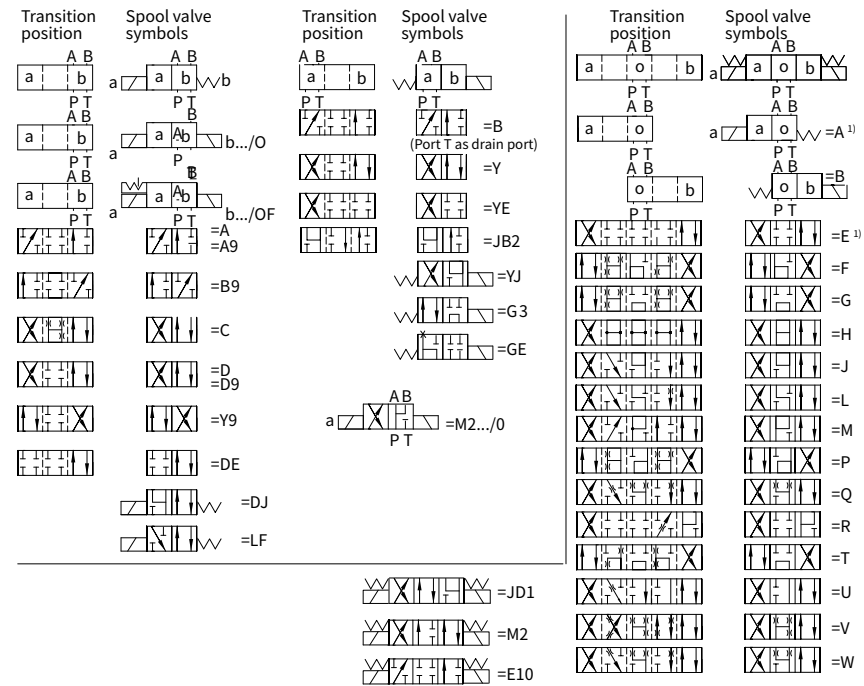 Transition position
Spool valve symbols
A B
a b
P T
A B
a b
a b
P T
A B
a b
P T
B
A
a b
a
P
b.../O
A B
a b
P T
B
A
a b
a
P T
b.../OF
=A
=A9
=B9
=C
=D
=D9
=Y9
=DE
=DJ
=LF
Transition position
Spool valve symbols
A B
a b
P T
A B
a b
P T
=B
(Port T as drain port)
=Y
=YE
=JB2
=YJ
=G3
=GE
A B
a =M2.../0
P T
=JD1
=M2
=E10
Transition position
Spool valve symbols
A B
a o b
P T
A B
a a o b
P T
A B
a o
P T
A B
a a o =A 1)
P T
A B
o b
P T
A B
o b =B
P T
=E 1)
=F
=G
=H
=J
=L
=M
=P
=Q
=R
=T
=U
=V
=W